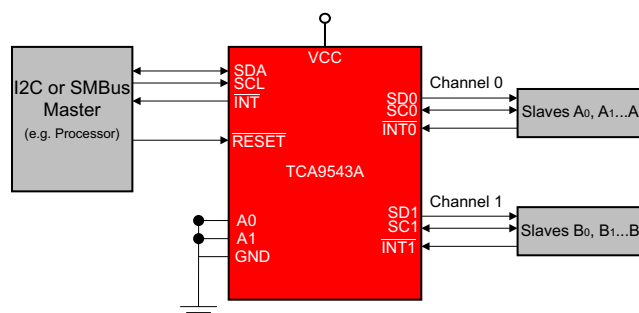 I2C or SMBus
Master
(e.g. Processor)
VCC
SDA
SCL
INT
RESET
TCA9543A
A0
A1
GND
SD0
SC0
INT0
SD1
SC1
INT1
Channel 0
Slaves A0, A1...A
Channel 1
Slaves B0, B1...B